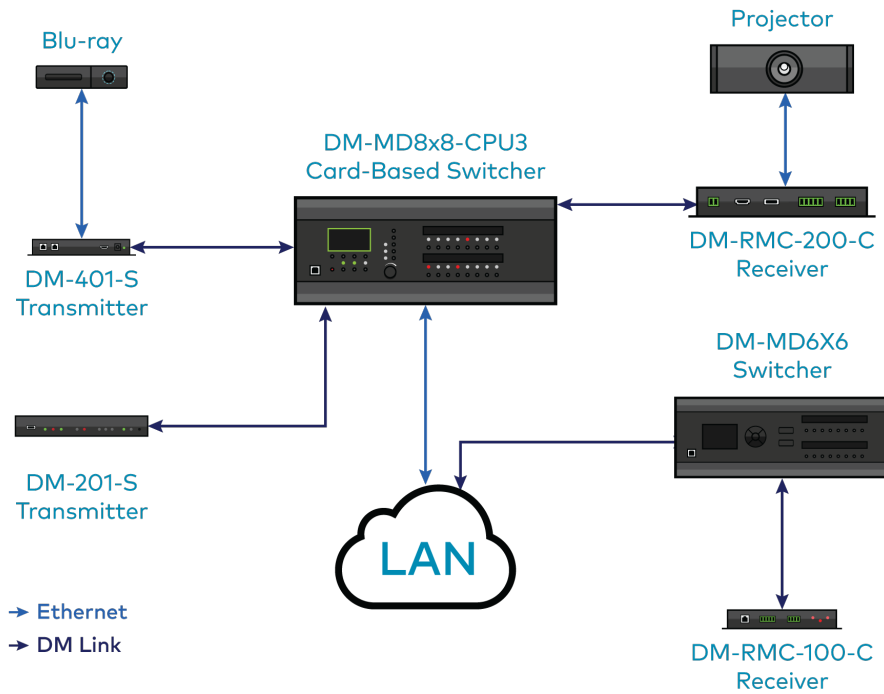 Blu-ray
Projector
DM-MD8x8-CPU3
Card-Based Switcher
DM-401-S
Transmitter
DM-RMC-200-C
Receiver
DM-MD6X6
Switcher
DM-201-S
Transmitter
LAN
Ethernet
DM Link
DM-RMC-100-C
Receiver